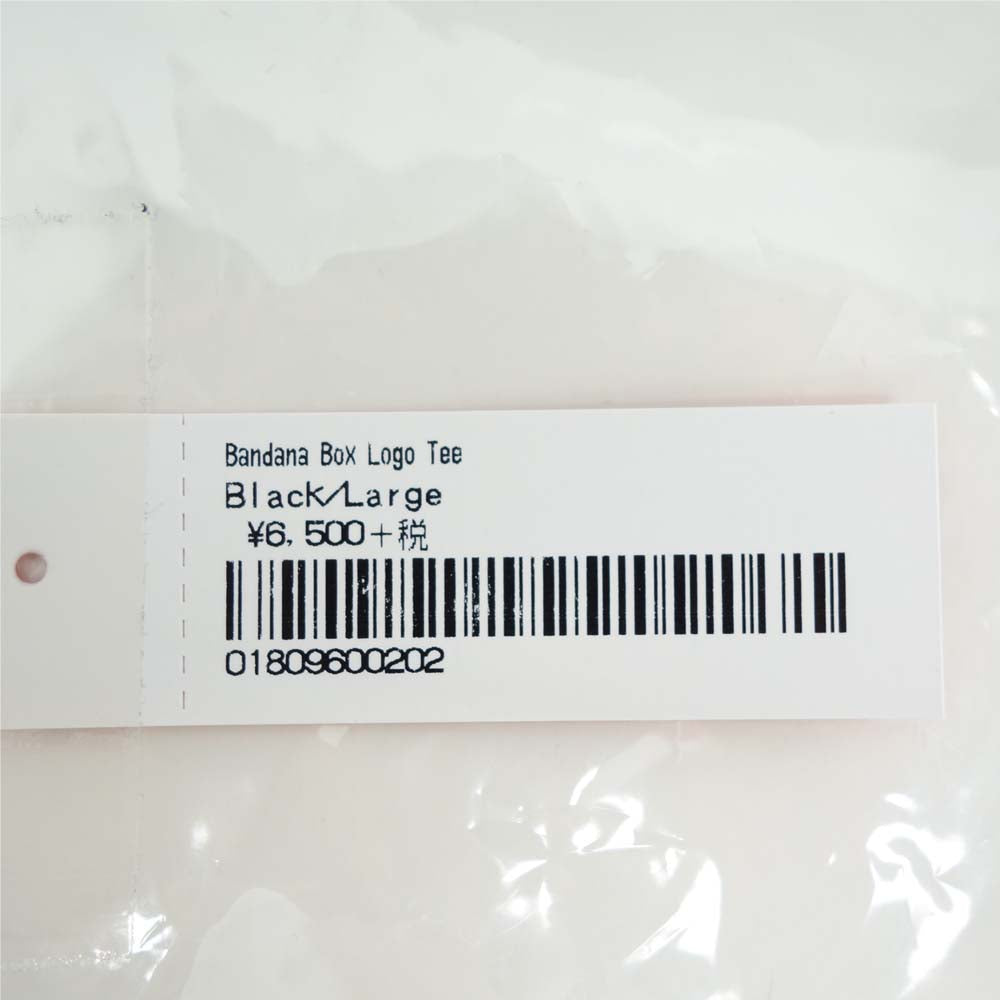 Bandana Box Logo Tee
Black/Large
¥6,500+税
01809600202